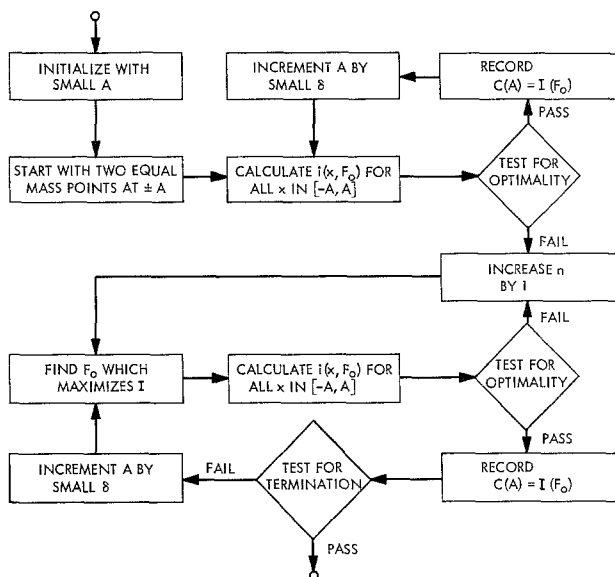 INITIALIZE WITH
SMALL A
INCREMENT A BY
SMALL δ
RECORD
C(A) = I (F₀)
PASS
START WITH TWO EQUAL
MASS POINTS AT ± A
CALCULATE i(x, F₀) FOR
ALL x IN [-A, A]
TEST FOR
OPTIMALITY
FAIL
INCREASE n
BY 1
FAIL
FIND F₀ WHICH
MAXIMIZES I
CALCULATE i(x, F₀) FOR
ALL x IN [-A, A]
TEST FOR
OPTIMALITY
PASS
INCREMENT A BY
SMALL δ
FAIL
TEST FOR
TERMINATION
RECORD
C(A) = I (F₀)
PASS